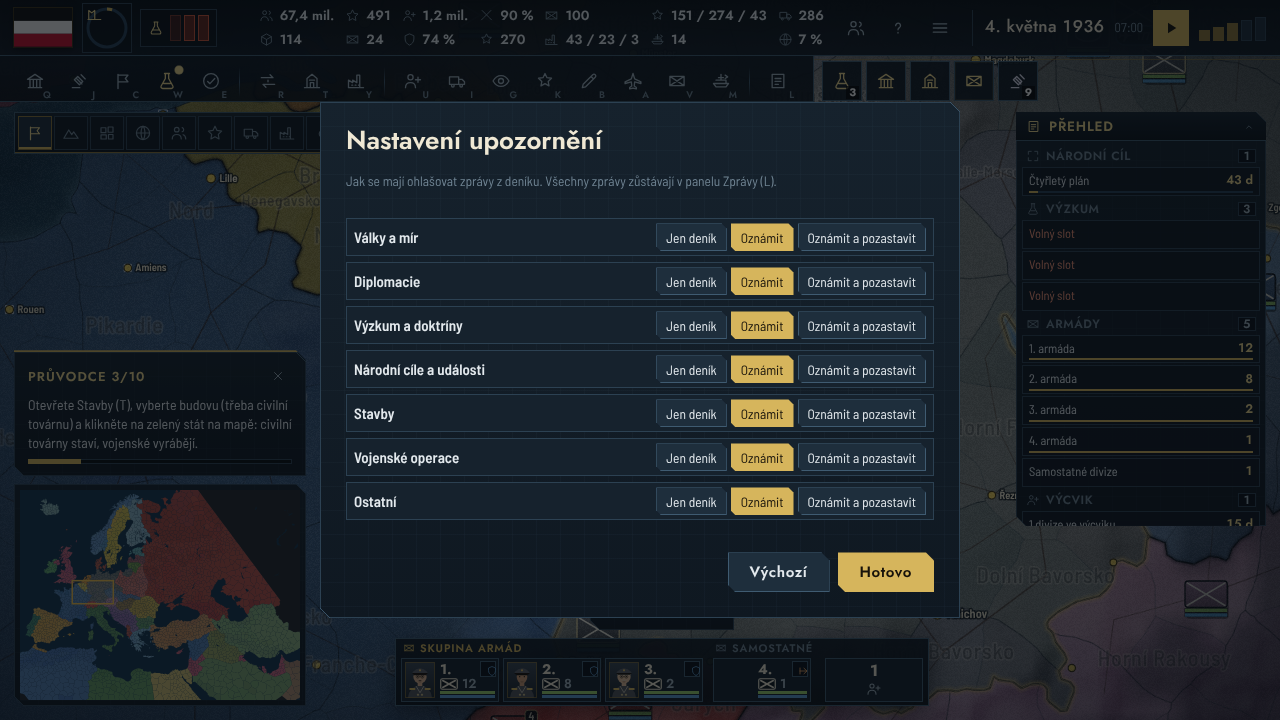 67,4 mil. 491 1,2 mil. 90 % 100 151 / 274 / 43 286
114 24 74 % 270 43 / 23 / 3 14 7 %
? 4. května 1936 07:00
Q J C W E R T Y U I G K B A V M L 3 9
Magdeburk
Nastavení upozornění
Jak se mají ohlašovat zprávy z deníku. Všechny zprávy zůstávají v panelu Zprávy (L).
Války a mír Jen deník Oznámit Oznámit a pozastavit
Diplomacie Jen deník Oznámit Oznámit a pozastavit
Výzkum a doktríny Jen deník Oznámit Oznámit a pozastavit
Národní cíle a události Jen deník Oznámit Oznámit a pozastavit
Stavby Jen deník Oznámit Oznámit a pozastavit
Vojenské operace Jen deník Oznámit Oznámit a pozastavit
Ostatní Jen deník Oznámit Oznámit a pozastavit
Výchozí Hotovo
PŘEHLED
NÁRODNÍ CÍL 1
Čtyřletý plán 43 d
VÝZKUM 3
Volný slot
Volný slot
Volný slot
ARMÁDY 5
1. armáda 12
2. armáda 8
3. armáda 2
4. armáda 1
Samostatné divize 1
VÝCVIK 1
1 divize ve výcviku 15 d
Lille
Nord
Henegavsko
Amiens
Rouen
Pikardie
PRŮVODCE 3/10
Otevřete Stavby (T), vyberte budovu (třeba civilní
továrnu) a klikněte na zelený stát na mapě: civilní
továrny staví, vojenské vyrábějí.
Dolní Bavorsko
Horní Rakousy
SKUPINA ARMÁD SAMOSTATNÉ
1. 12 2. 8 3. 2 4. 1 1
4